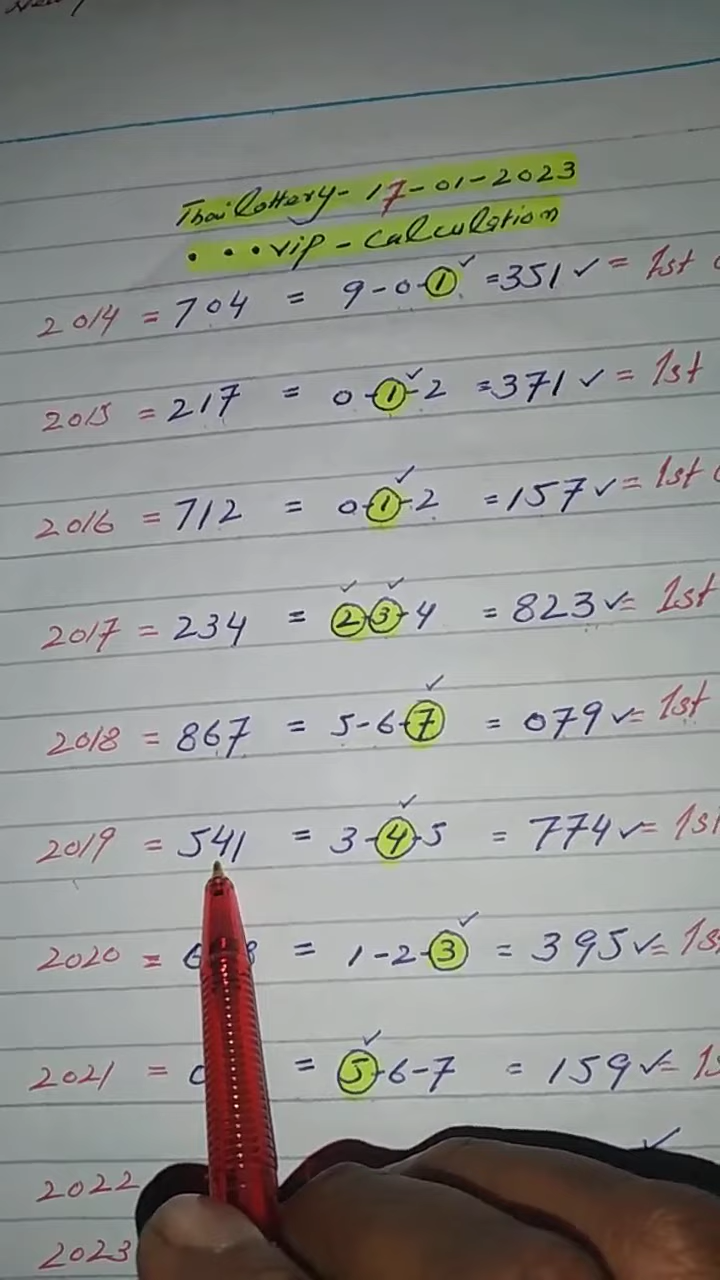 Thai Lottery- 17-01-2023
...vip-calculation
2014 = 704 = 9-0-1 ✓ =351 ✓ = 1st
2015 = 217 = 0-1-2 ✓ =371 ✓ = 1st
2016 = 712 = 0-1-2 ✓ =157 ✓ = 1st
2017 = 234 = 2-3-4 ✓ ✓ =823 ✓ = 1st
2018 = 867 = 5-6-7 ✓ = 079 ✓ = 1st
2019 = 541 = 3-4-5 ✓ = 774 ✓ = 1st
2020 = = 1-2-3 ✓ = 395 ✓ = 1st
2021 = = 5-6-7 ✓ = 159 ✓ =
2022 ✓
2023